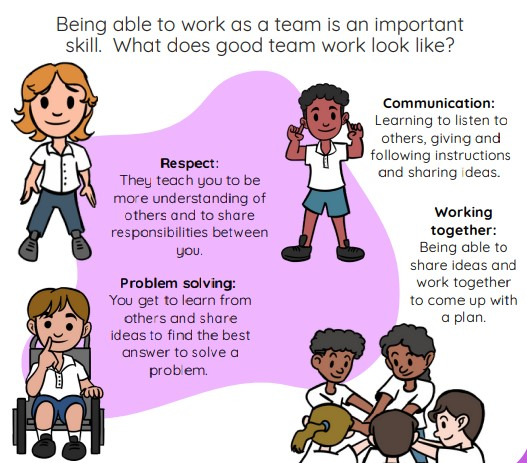 Being able to work as a team is an important
skill.  What does good team work look like?
Respect:
They teach you to be
more understanding of
others and to share
responsibilities between
you.
Communication:
Learning to listen to
others, giving and
following instructions
and sharing ideas.
Problem solving:
You get to learn from
others and share
ideas to find the best
answer to solve a
problem.
Working
together:
Being able to
share ideas and
work together
to come up with
a plan.